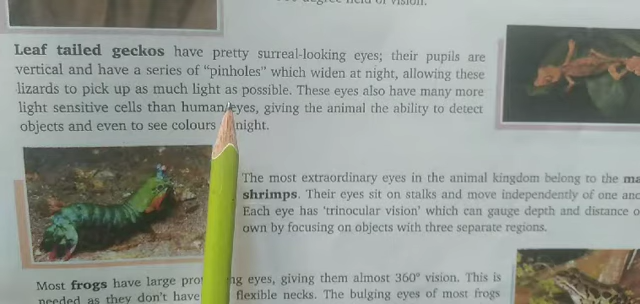 degree field of vision.
Leaf tailed geckos have pretty surreal-looking eyes; their pupils are
vertical and have a series of “pinholes” which widen at night, allowing these
lizards to pick up as much light as possible. These eyes also have many more
light sensitive cells than human eyes, giving the animal the ability to detect
objects and even to see colours night.
The most extraordinary eyes in the animal kingdom belong to the ma
shrimps. Their eyes sit on stalks and move independently of one
Each eye has ‘trinocular vision’ which can gauge depth and distance
own by focusing on objects with three separate regions.
Most frogs have large eyes, giving them almost 360° vision. This is
needed as they don't have flexible necks. The bulging eyes of most frogs